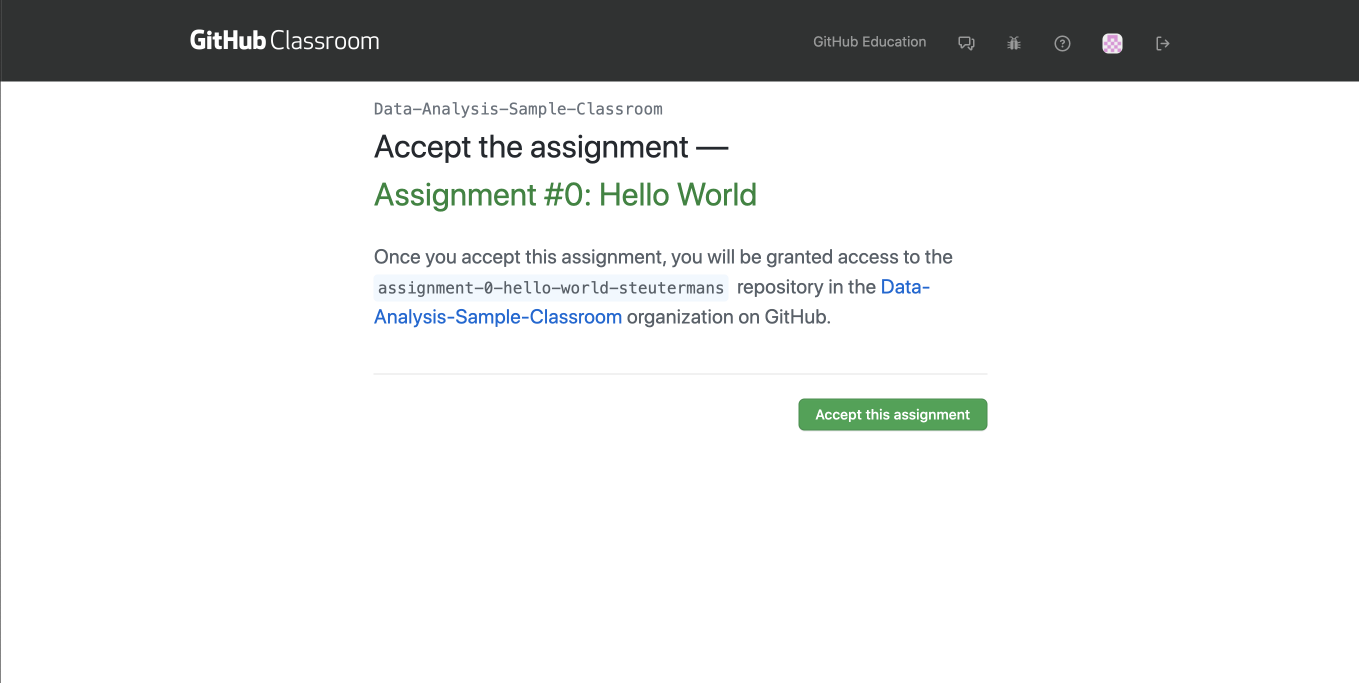 GitHub Classroom
GitHub Education
Data-Analysis-Sample-Classroom
Accept the assignment —
Assignment #0: Hello World
Once you accept this assignment, you will be granted access to the
assignment-0-hello-world-steutermans repository in the Data-
Analysis-Sample-Classroom organization on GitHub.
Accept this assignment